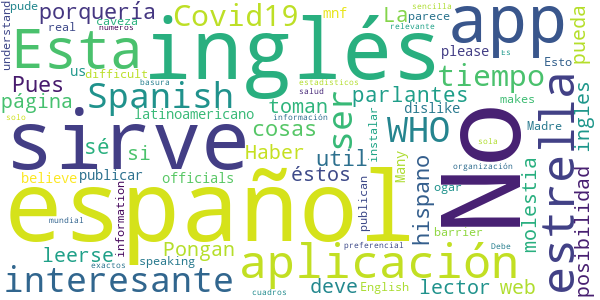 pude
porquería
caveza
mnf
Covid19
La
parece
pueda
understand
real
números
Esta
inglés
app
Esto
please
Pues
us
difficult
basura
relevante
Es
tiempo
página
Spanish
estadísticos
toman
parlantes
makes
solo
salud
latinoamericano
cosas
dislike
ser
WHO
NO
estrella
ingles
sirve
sé
si
Haber
util
información
instalar
sola
Madre
believe
publicar
officials
éstos
Many
organización
posibilidad
español
hispano
ogar
molestia
information
publican
barrier
leerse
Pongan
aplicación
mundial
speaking
preferencial
Debe
interesante
deve
lector
web
exactos
cuadros
English
sencilla